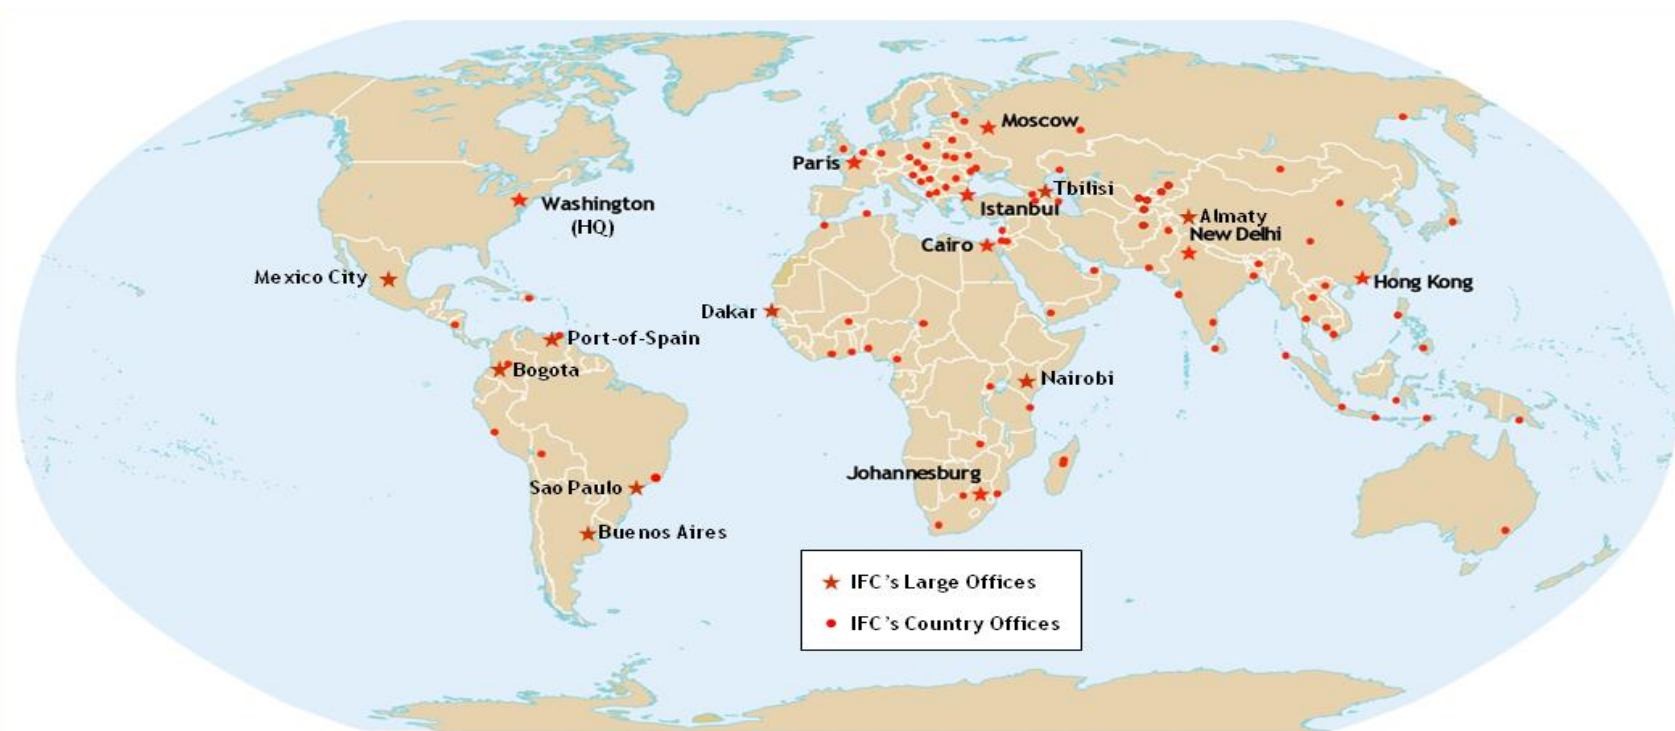 Moscow
Paris
Tbilisi
Washington
(HQ)
Istanbul
Almaty
New Delhi
Cairo
Mexico City
Hong Kong
Dakar
Port-of-Spain
Bogota
Nairobi
Johannesburg
Sao Paulo
Buenos Aires
IFC's Large Offices
IFC's Country Offices